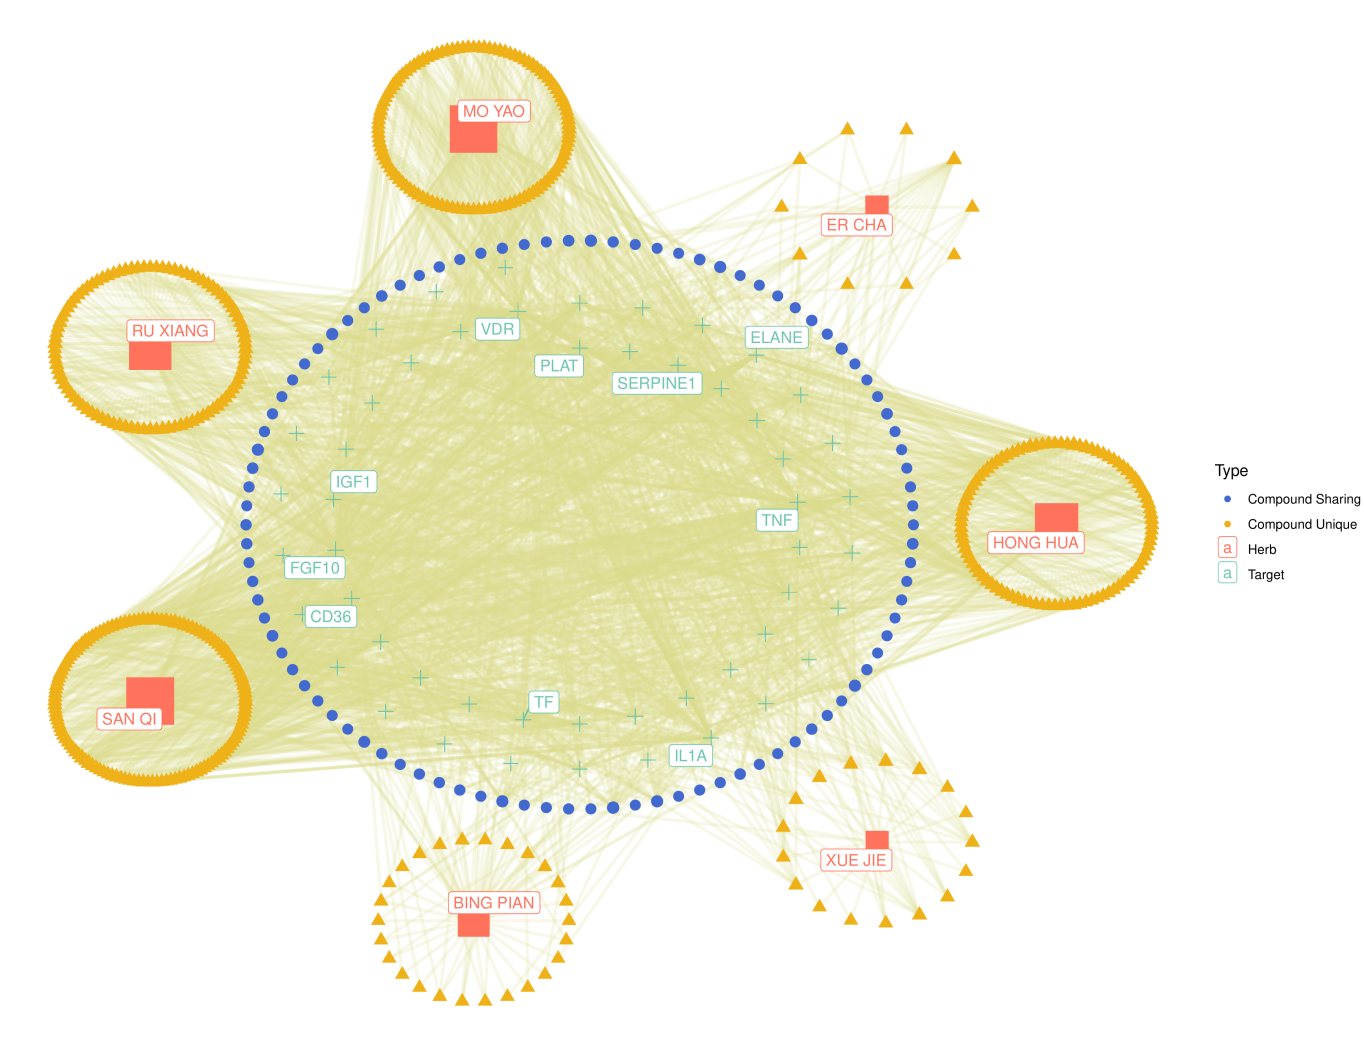 MO YAO
ER CHA
RU XIANG
VDR
ELANE
PLAT
SERPINE1
IGF1
TNF
HONG HUA
FGF10
CD36
SAN QI
TF
IL1A
XUE JIE
BING PIAN
Type
Compound Sharing
Compound Unique
a Herb
a Target